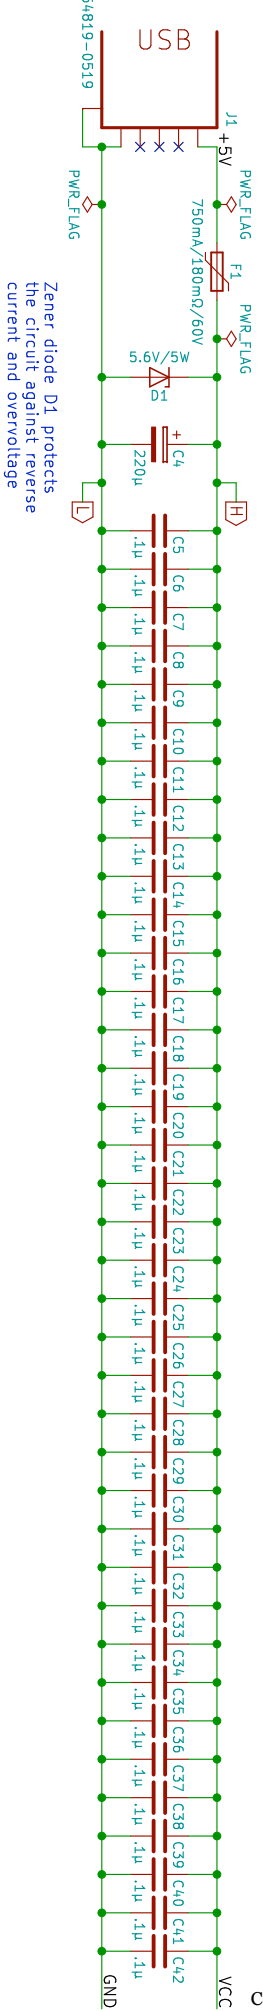 54819-0519
USB
J1
+5V
PWR_FLAG
PWR_FLAG
750mA/180mΩ/60V
F1
PWR_FLAG
5.6V/5W
D1
Zener diode D1 protects
the circuit against reverse
current and overvoltage
+
C4
220µ
L
H
C5
.1µ
C6
.1µ
C7
.1µ
C8
.1µ
C9
.1µ
C10
.1µ
C11
.1µ
C12
.1µ
C13
.1µ
C14
.1µ
C15
.1µ
C16
.1µ
C17
.1µ
C18
.1µ
C19
.1µ
C20
.1µ
C21
.1µ
C22
.1µ
C23
.1µ
C24
.1µ
C25
.1µ
C26
.1µ
C27
.1µ
C28
.1µ
C29
.1µ
C30
.1µ
C31
.1µ
C32
.1µ
C33
.1µ
C34
.1µ
C35
.1µ
C36
.1µ
C37
.1µ
C38
.1µ
C39
.1µ
C40
.1µ
C41
.1µ
C42
.1µ
GND
VCC
C